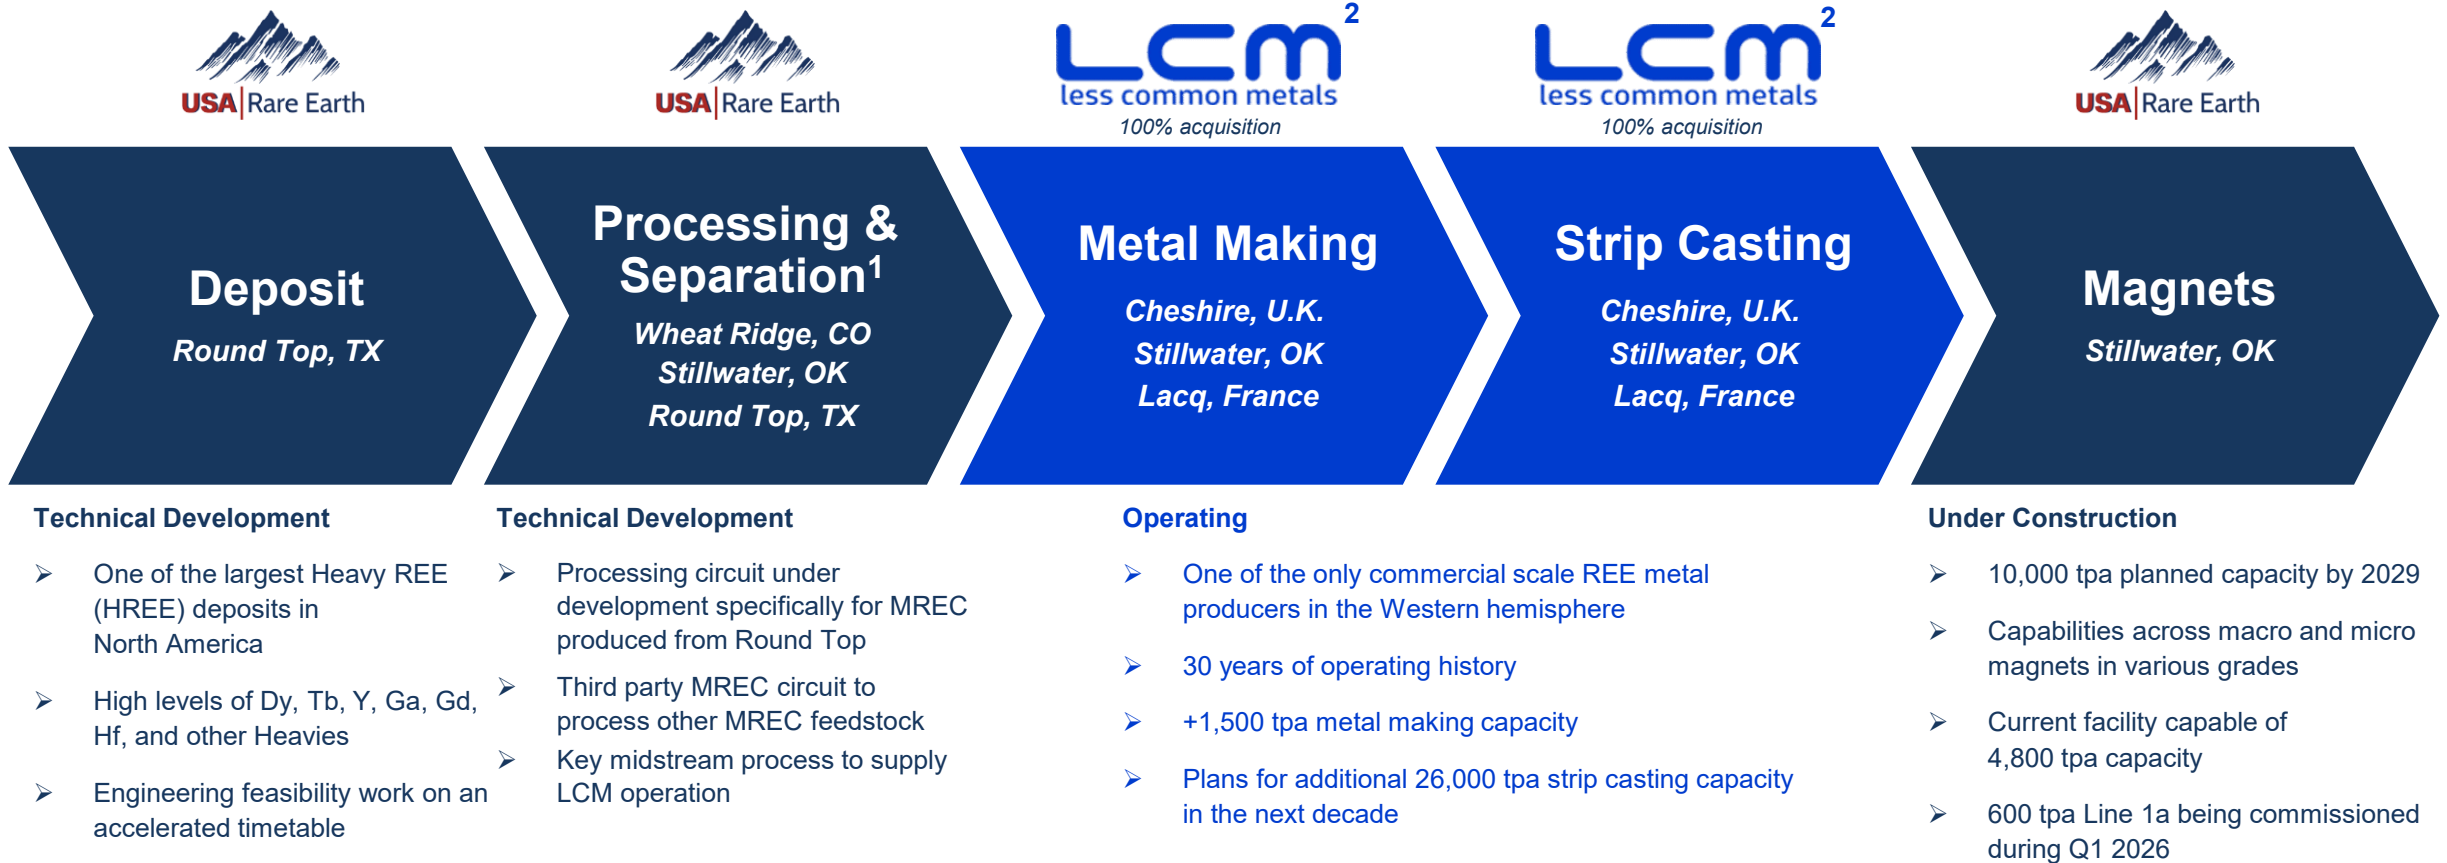 USA|Rare Earth
USA|Rare Earth
LCM²
less common metals
100% acquisition
LCM²
less common metals
100% acquisition
USA|Rare Earth
Deposit
Round Top, TX
Processing &
Separation¹
Wheat Ridge, CO
Stillwater, OK
Round Top, TX
Metal Making
Cheshire, U.K.
Stillwater, OK
Lacq, France
Strip Casting
Cheshire, U.K.
Stillwater, OK
Lacq, France
Magnets
Stillwater, OK
Technical Development
➢ One of the largest Heavy REE
(HREE) deposits in
North America
➢ High levels of Dy, Tb, Y, Ga, Gd,
Hf, and other Heavies
➢ Engineering feasibility work on an
accelerated timetable
Technical Development
➢ Processing circuit under
development specifically for MREC
produced from Round Top
➢ Third party MREC circuit to
process other MREC feedstock
➢ Key midstream process to supply
LCM operation
Operating
➢ One of the only commercial scale REE metal
producers in the Western hemisphere
➢ 30 years of operating history
➢ +1,500 tpa metal making capacity
➢ Plans for additional 26,000 tpa strip casting capacity
in the next decade
Under Construction
➢ 10,000 tpa planned capacity by 2029
➢ Capabilities across macro and micro
magnets in various grades
➢ Current facility capable of
4,800 tpa capacity
➢ 600 tpa Line 1a being commissioned
during Q1 2026